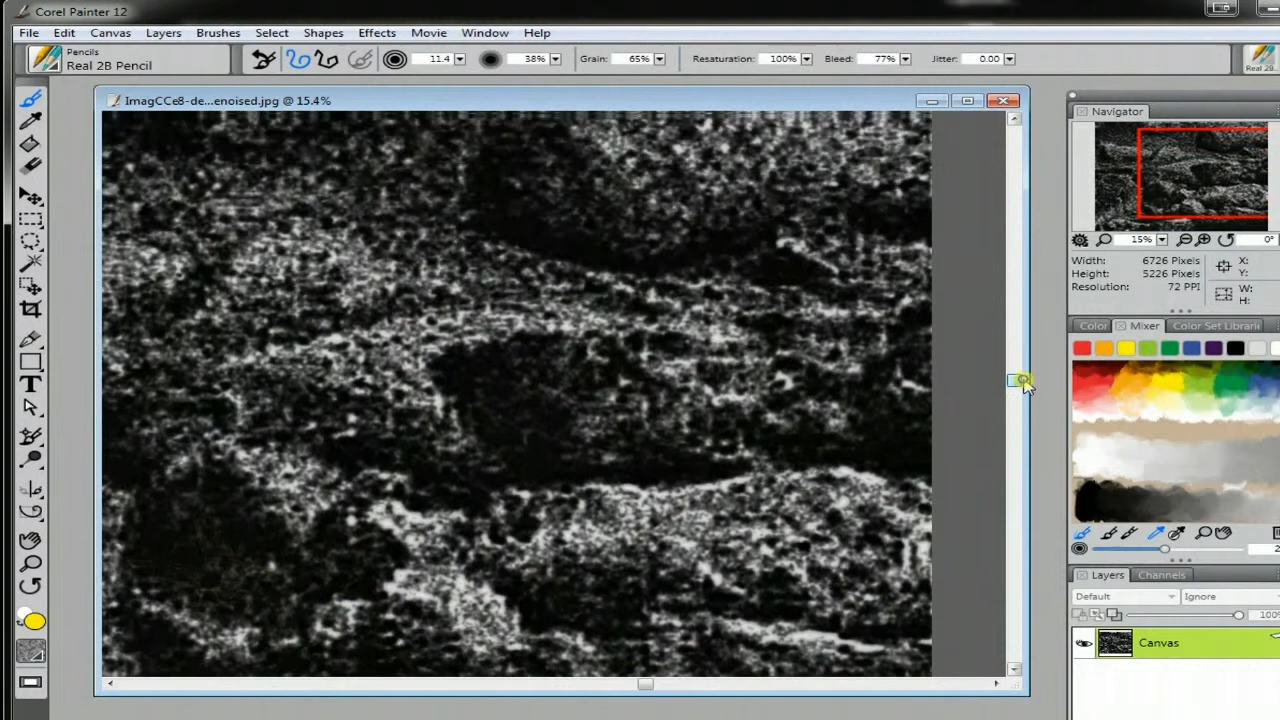 Corel Painter 12
File Edit Canvas Layers Brushes Select Shapes Effects Movie Window Help
Pencils
Real 2B Pencil
11.4 38% Grain: 65% Resaturation: 100% Bleed: 77% Jitter: 0.00
Real 2B...
ImagCCe8-de...enoised.jpg @ 15.4%
Navigator
15% 0°
Width: 6726 Pixels
Height: 5226 Pixels
Resolution: 72 PPI
X:
Y:
W:
H:
Color Mixer Color Set Librari
Layers Channels
Default Ignore
100%
Canvas